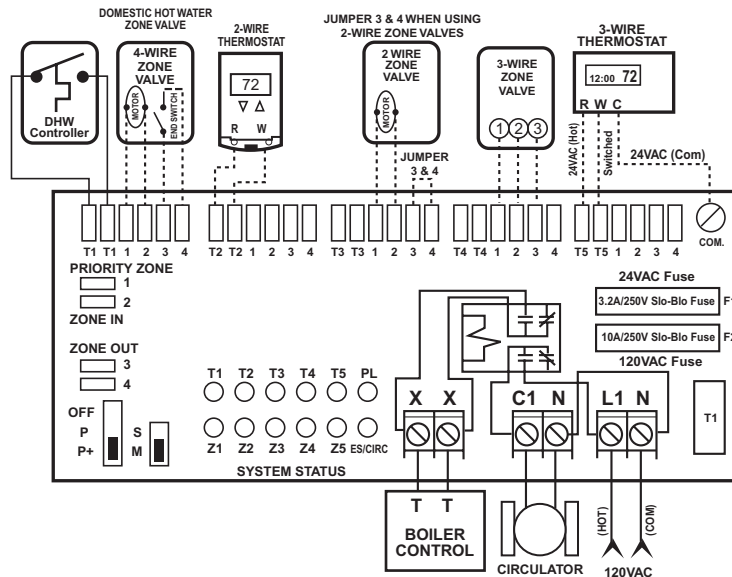 DOMESTIC HOT WATER
ZONE VALVE
4-WIRE
ZONE
VALVE
MOTOR
END SWITCH
DHW
Controller
2-WIRE
THERMOSTAT
72
R W
JUMPER 3 & 4 WHEN USING
2-WIRE ZONE VALVES
2 WIRE
ZONE
VALVE
MOTOR
JUMPER
3 & 4
3-WIRE
ZONE
VALVE
1 2 3
3-WIRE
THERMOSTAT
12:00 72
R W C
24VAC (Hot)
Switched
24VAC (Com)
COM.
T1 T1 1 2 3 4 T2 T2 1 2 3 4 T3 T3 1 2 3 4 T4 T4 1 2 3 4 T5 T5 1 2 3 4
PRIORITY ZONE
1
2
ZONE IN
ZONE OUT
3
4
OFF
P
P+
S
M
T1 T2 T3 T4 T5 PL
Z1 Z2 Z3 Z4 Z5 ES/CIRC
SYSTEM STATUS
24VAC Fuse
3.2A/250V Slo-Blo Fuse
10A/250V Slo-Blo Fuse
120VAC Fuse
X X
C1 N
L1 N
T1
T T
BOILER
CONTROL
CIRCULATOR
(HOT)
(COM)
120VAC